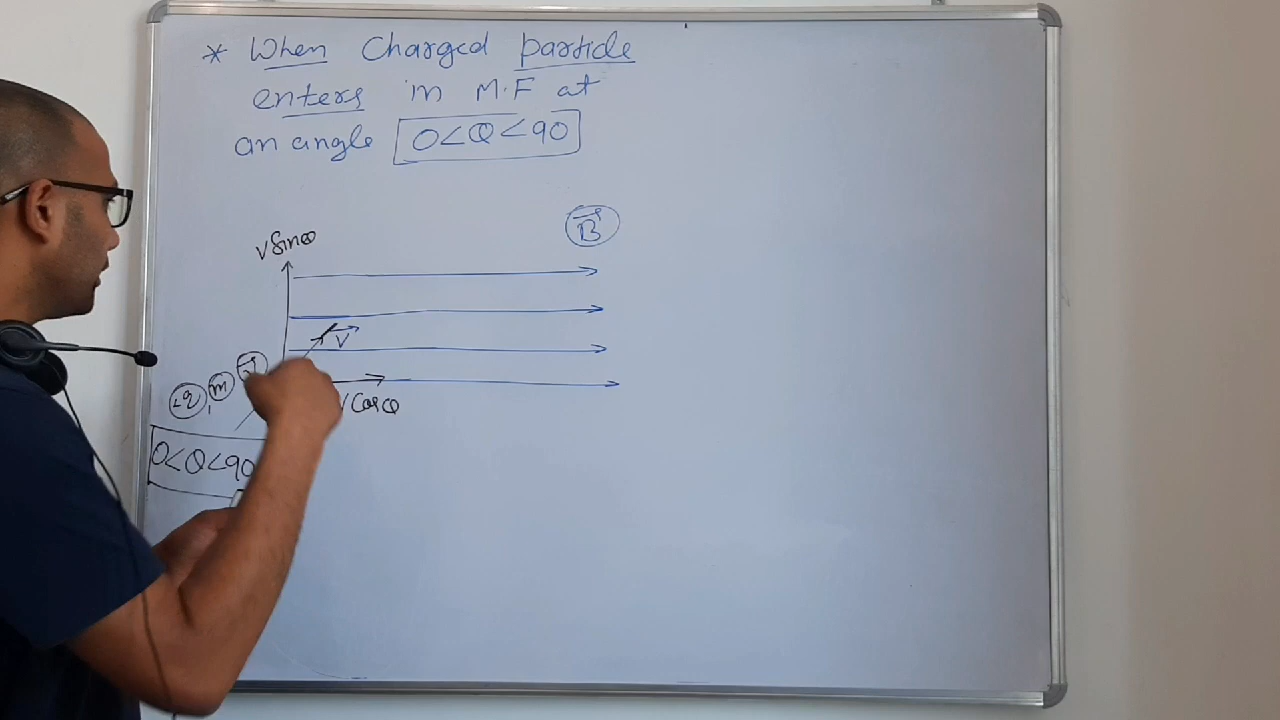 * When Charged particle
enters in M.F at
an angle 0<θ<90
B
V Sinθ
V
q, m
V Cosθ
0<θ<90